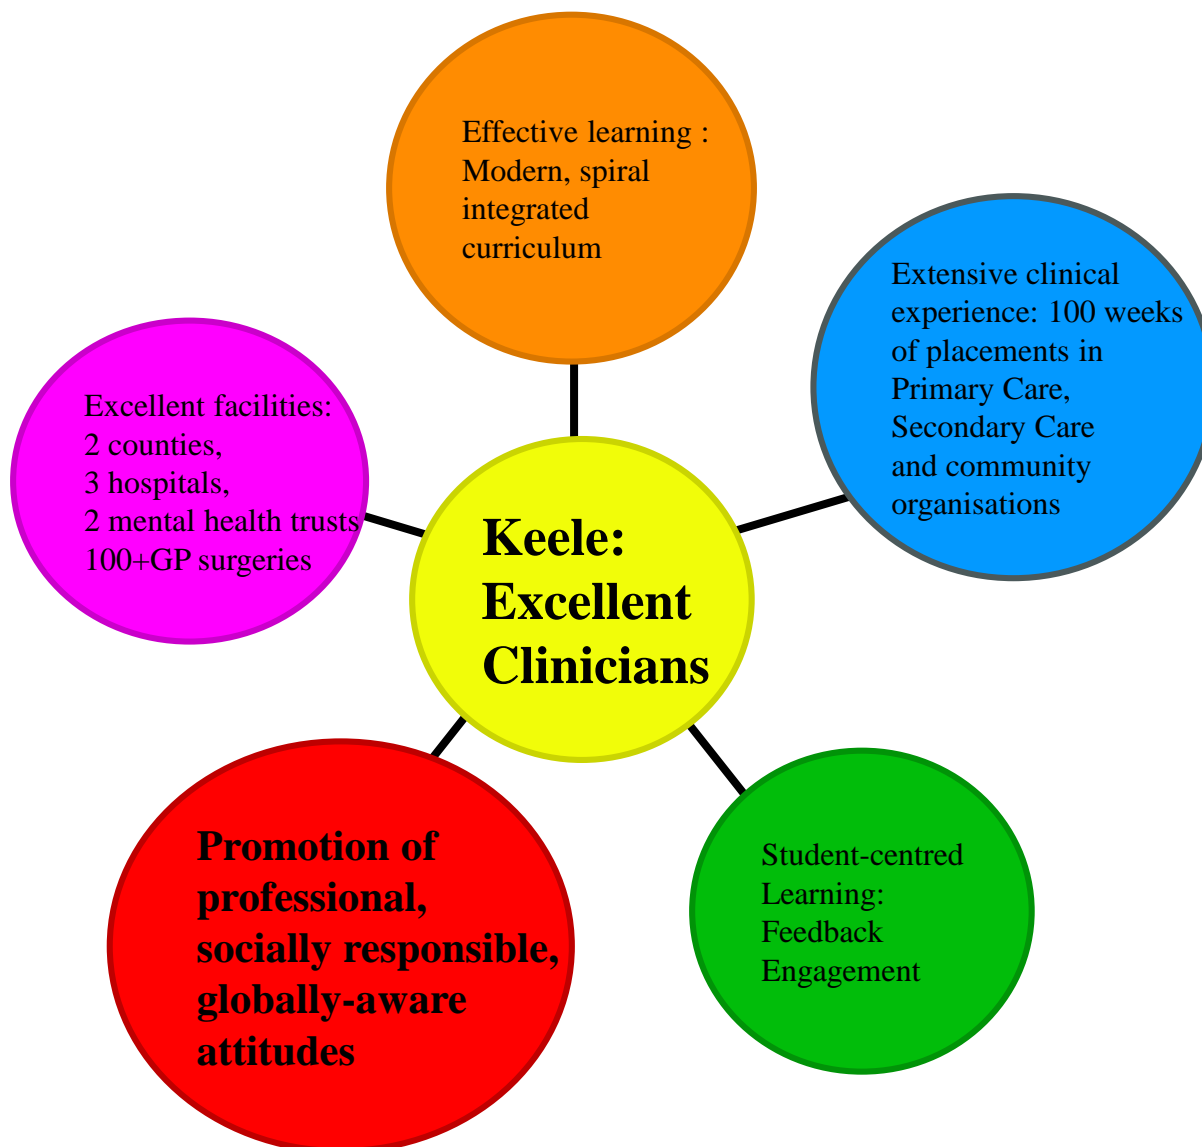 Effective learning :
Modern, spiral
integrated
curriculum
Extensive clinical
experience: 100 weeks
of placements in
Primary Care,
Secondary Care
and community
organisations
Excellent facilities:
2 counties,
3 hospitals,
2 mental health trusts
100+GP surgeries
Keele:
Excellent
Clinicians
Promotion of
professional,
socially responsible,
globally-aware
attitudes
Student-centred
Learning:
Feedback
Engagement